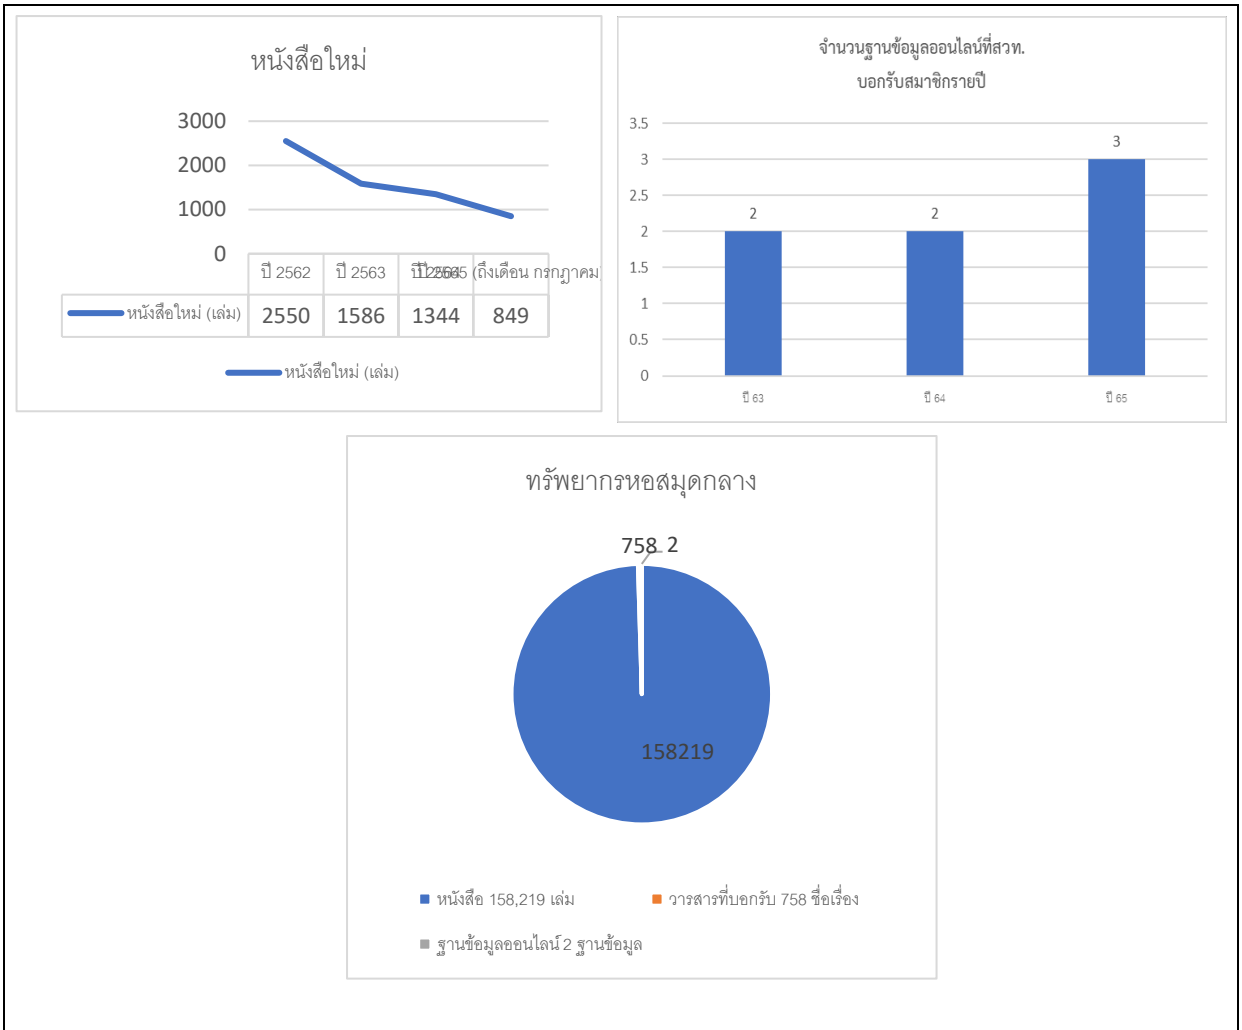 หนังสือใหม่
3000
2000
1000
0
ปี 2562 ปี 2563 ปี 2564 ปี 2565 (ถึงเดือน กรกฎาคม)
หนังสือใหม่ (เล่ม) 2550 1586 1344 849
หนังสือใหม่ (เล่ม)
จำนวนฐานข้อมูลออนไลน์ที่สวท.
บอกรับสมาชิกรายปี
3.5
3
2.5
2
1.5
1
0.5
0
2 2 3
ปี 63 ปี 64 ปี 65
ทรัพยากรหอสมุดกลาง
758 2
158219
หนังสือ 158,219 เล่ม วารสารที่บอกรับ 758 ชื่อเรื่อง
ฐานข้อมูลออนไลน์ 2 ฐานข้อมูล